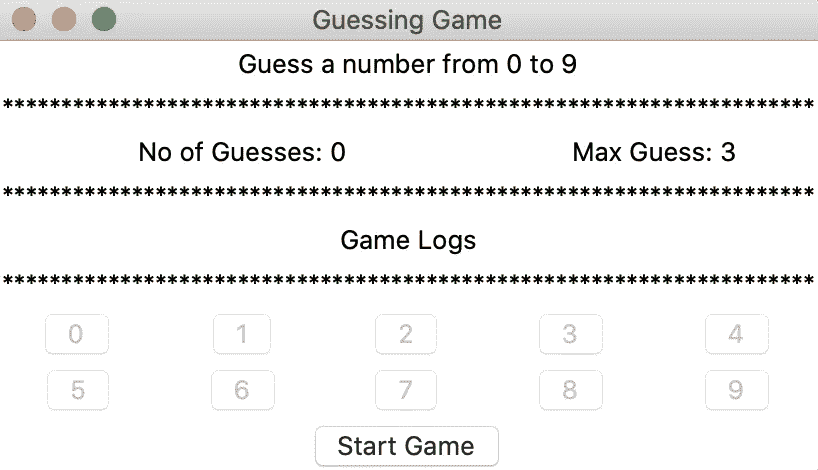 Guessing Game
Guess a number from 0 to 9
*********************************************************************
No of Guesses: 0 Max Guess: 3
*********************************************************************
Game Logs
*********************************************************************
0 1 2 3 4
5 6 7 8 9
Start Game